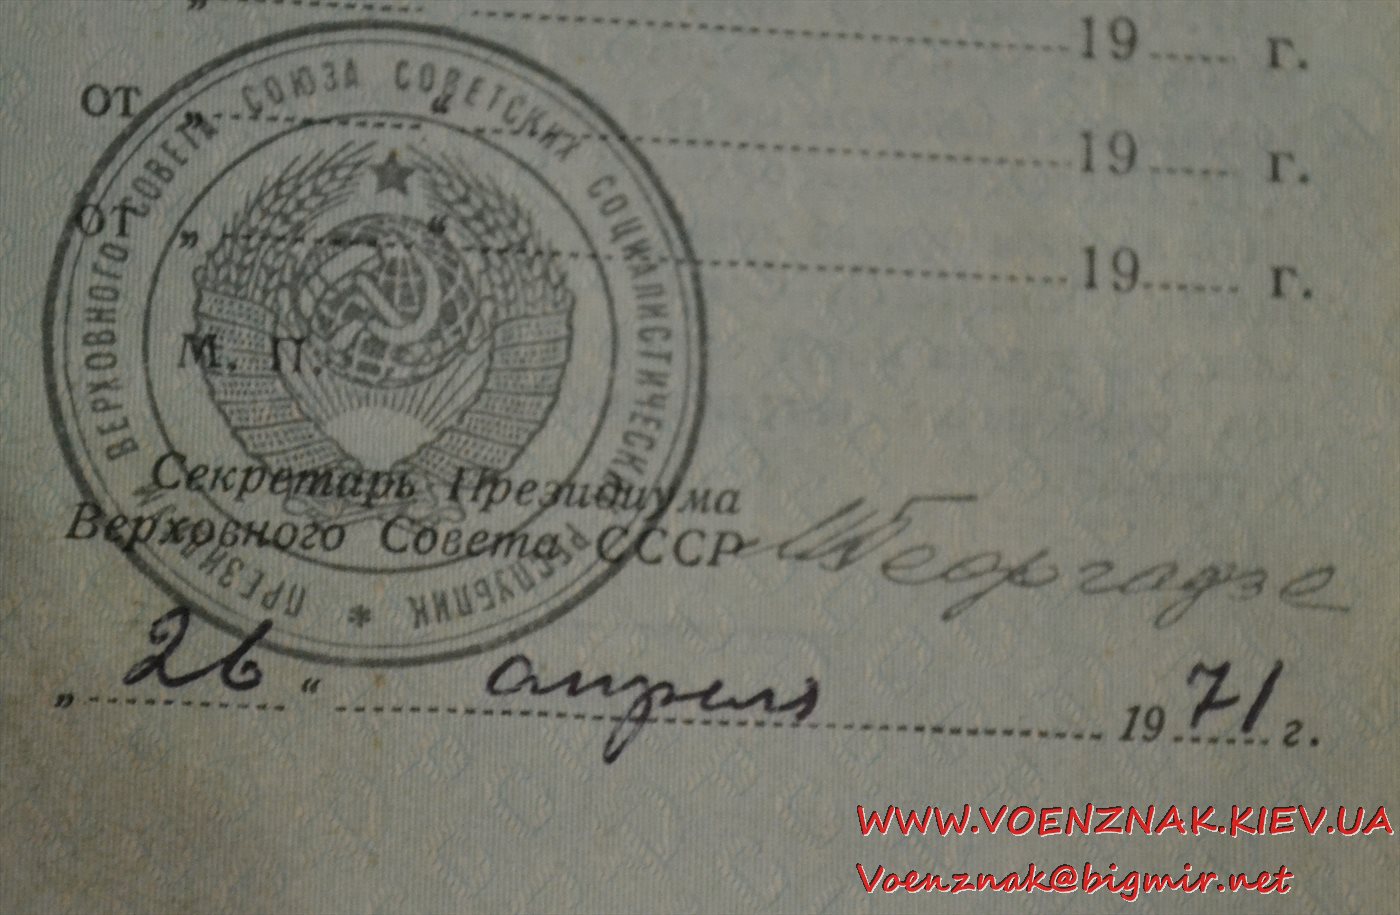 „ 19 г.
от „ “ 19 г.
от „ “ 19 г.
М. П.
ПРЕЗИДИУМ ВЕРХОВНОГО СОВЕТА СОЮЗА СОВЕТСКИХ СОЦИАЛИСТИЧЕСКИХ РЕСПУБЛИК *
Секретарь Президиума
Верховного Совета СССР
Георгадзе
„ 26 “ апреля 1971 г.
WWW.VOENZNAK.KIEV.UA
Voenznak@bigmir.net